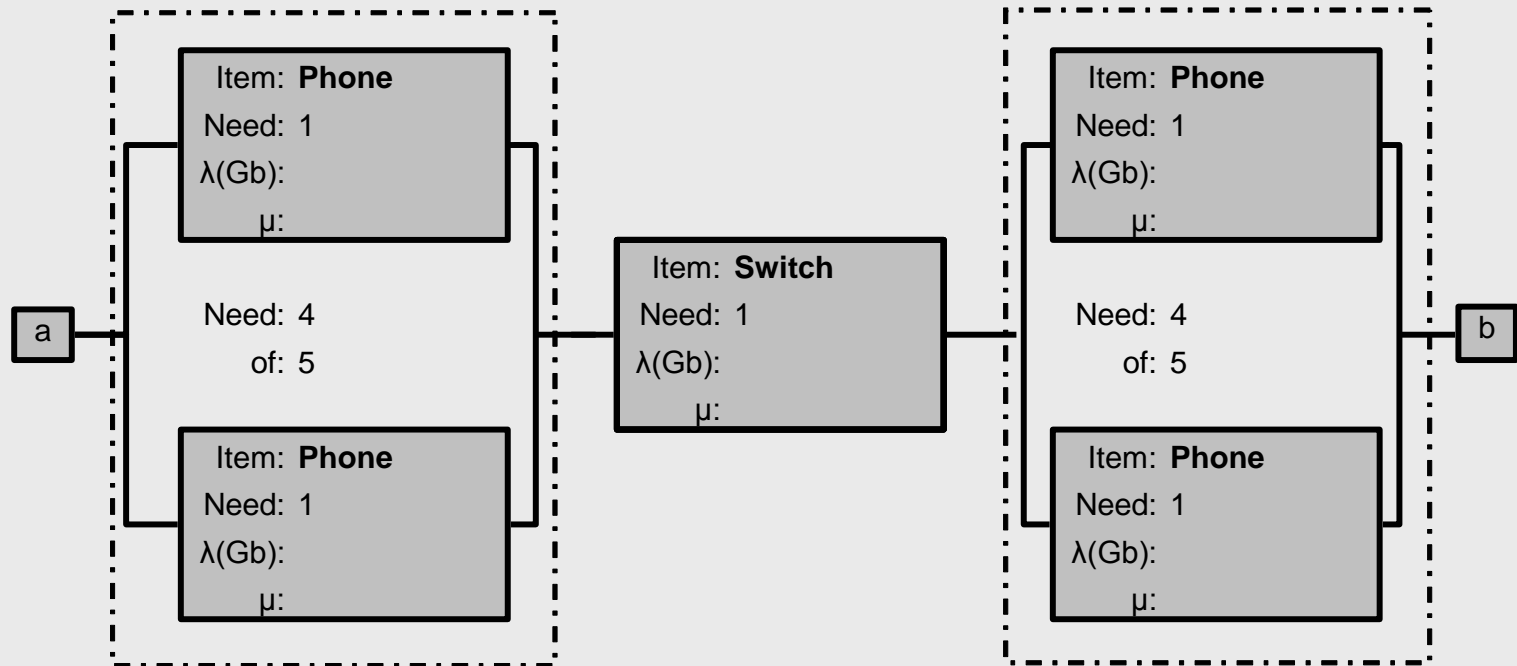 a
Item: Phone
Need: 1
λ(Gb):
μ:
Need: 4
of: 5
Item: Phone
Need: 1
λ(Gb):
μ:
Item: Switch
Need: 1
λ(Gb):
μ:
Item: Phone
Need: 1
λ(Gb):
μ:
Need: 4
of: 5
Item: Phone
Need: 1
λ(Gb):
μ:
b